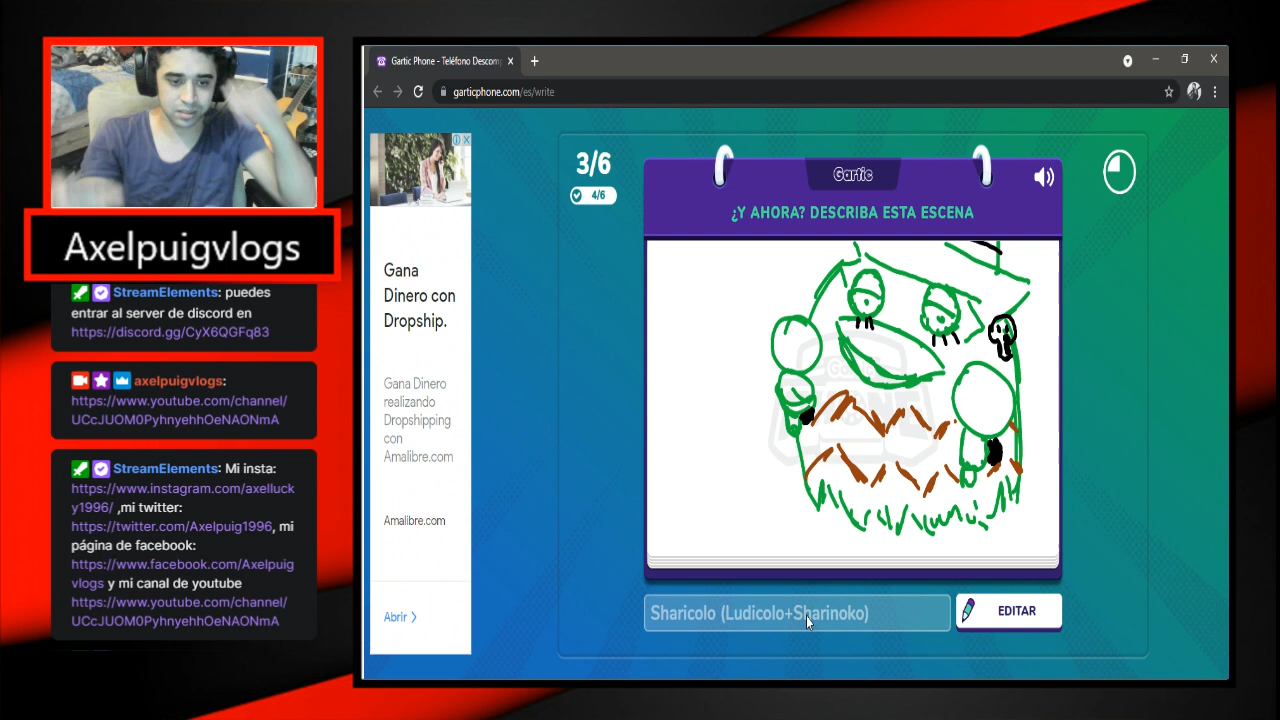 Axelpuigvlogs
StreamElements: puedes
entrar al server de discord en
https://discord.gg/CyX6QGFq83
axelpuigvlogs:
https://www.youtube.com/channel/
UCcJUOM0PyhnyehhOeNAONmA
StreamElements: Mi insta:
https://www.instagram.com/axelluck
y1996/ ,mi twitter:
https://twitter.com/Axelpuig1996, mi
página de facebook:
https://www.facebook.com/Axelpuig
vlogs y mi canal de youtube
https://www.youtube.com/channel/
UCcJUOM0PyhnyehhOeNAONmA
Gartic Phone - Teléfono Descom
garticphone.com/es/write
Gana
Dinero con
Dropship.
Gana Dinero
realizando
Dropshipping
con
Amalibre.com
Amalibre.com
Abrir
3/6
4/6
Gartic
¿Y AHORA? DESCRIBA ESTA ESCENA
Sharicolo (Ludicolo+Sharinoko)
EDITAR